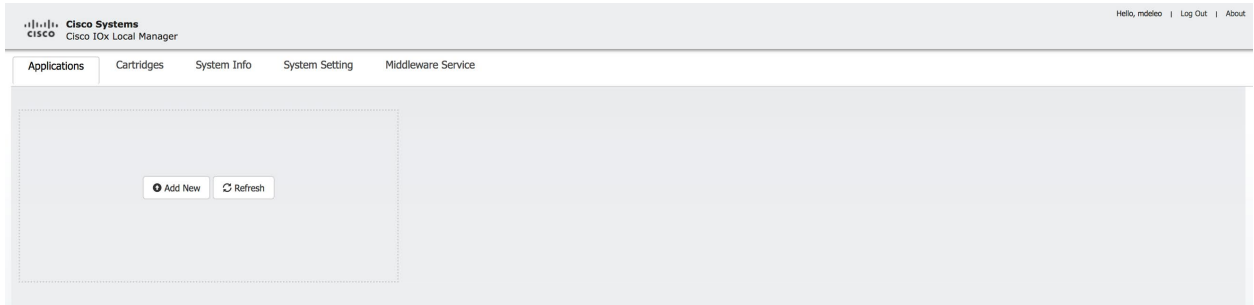 Hello, mdeleo | Log Out | About
CISCO
Cisco Systems
Cisco IOx Local Manager
Applications Cartridges System Info System Setting Middleware Service
Add New Refresh